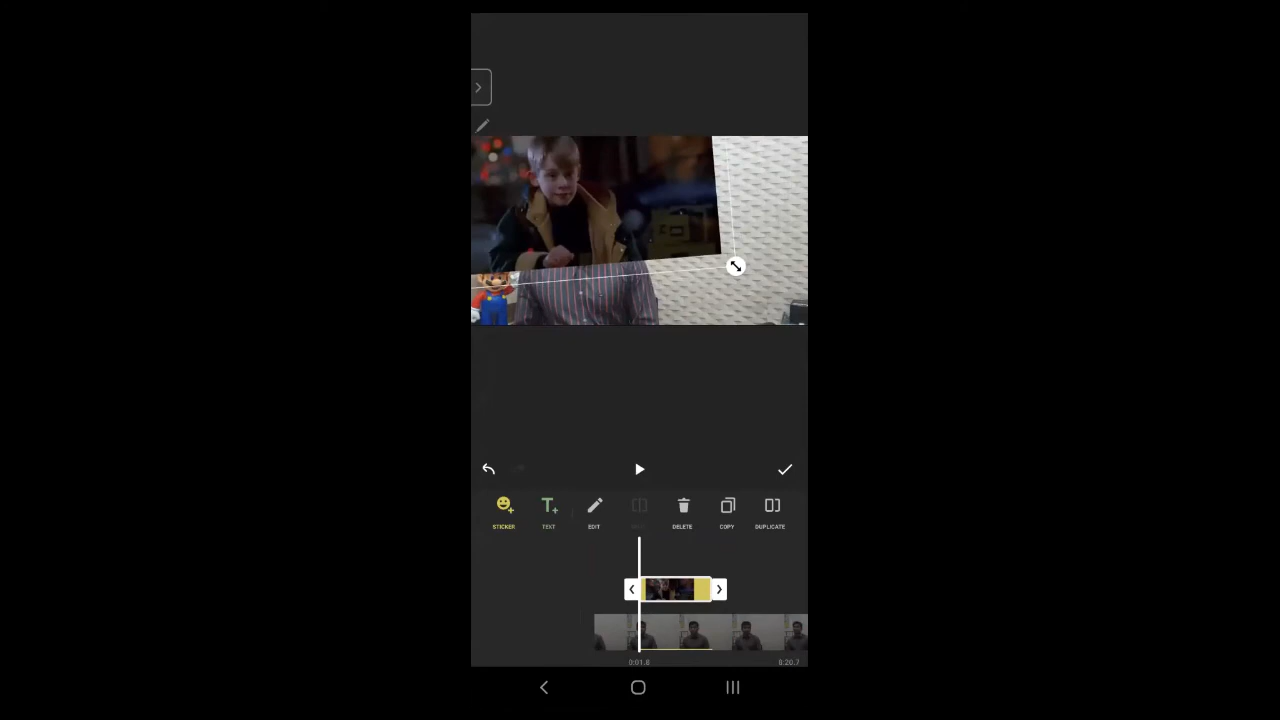 STICKER
TEXT
EDIT
DELETE
COPY
DUPLICATE
0:01.8
0:20.7